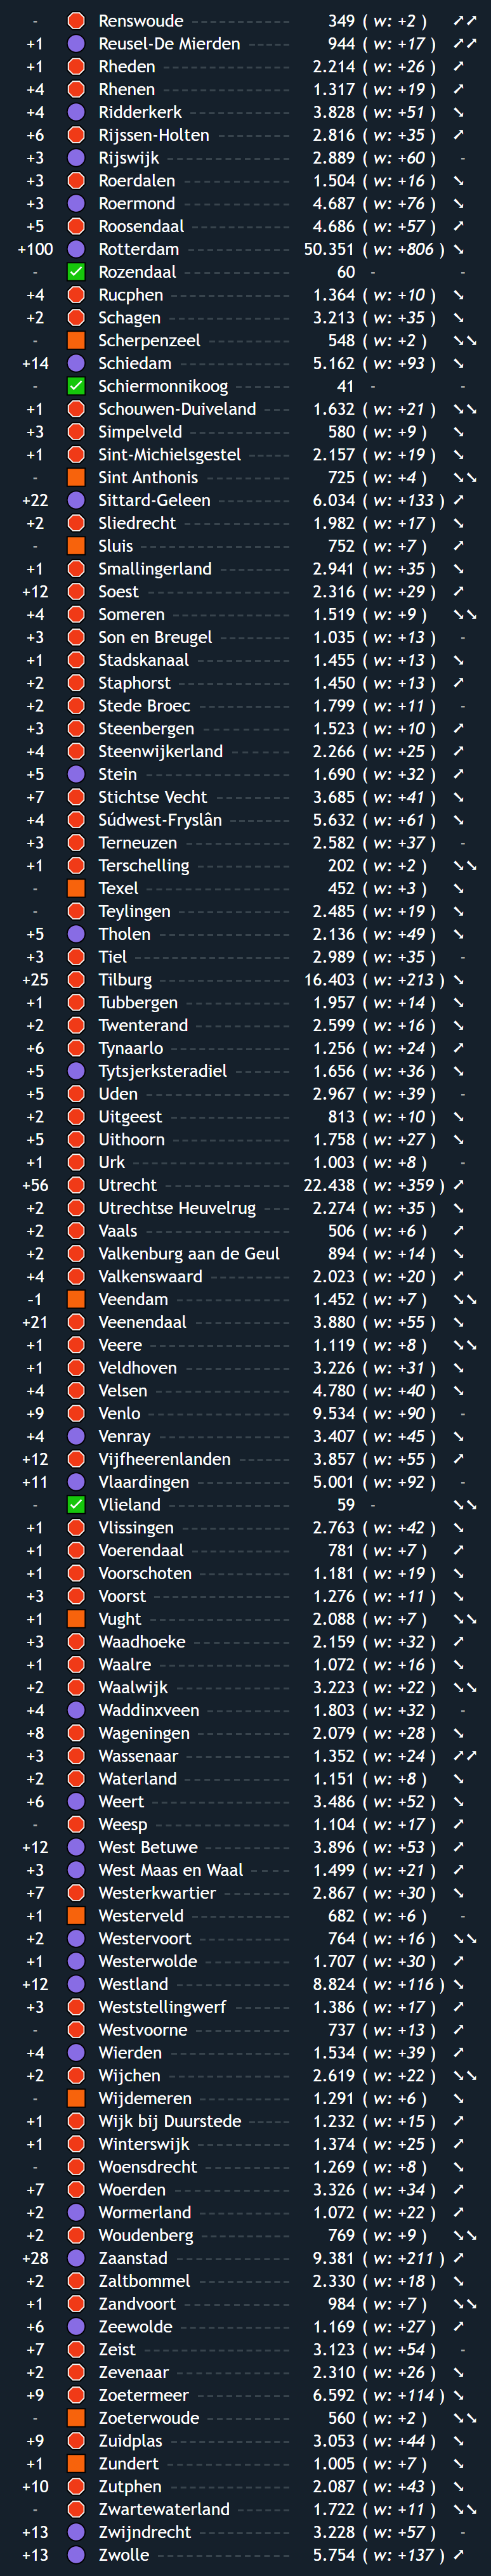 - Renswoude 349 ( w: +2 ) ➚➚
+1 Reusel-De Mierden 944 ( w: +17 ) ➚➚
+1 Rheden 2.214 ( w: +26 ) ➚
+4 Rhenen 1.317 ( w: +19 ) ➚
+4 Ridderkerk 3.828 ( w: +51 ) ➘
+6 Rijssen-Holten 2.816 ( w: +35 ) ➚
+3 Rijswijk 2.889 ( w: +60 ) -
+3 Roerdalen 1.504 ( w: +16 ) ➘
+3 Roermond 4.687 ( w: +76 ) ➘
+5 Roosendaal 4.686 ( w: +57 ) ➚
+100 Rotterdam 50.351 ( w: +806 ) ➘
- Rozendaal 60 - -
+4 Rucphen 1.364 ( w: +10 ) ➘
+2 Schagen 3.213 ( w: +35 ) ➘
- Scherpenzeel 548 ( w: +2 ) ➘➘
+14 Schiedam 5.162 ( w: +93 ) ➘
- Schiermonnikoog 41 - -
+1 Schouwen-Duiveland 1.632 ( w: +21 ) ➘➘
+3 Simpelveld 580 ( w: +9 ) ➘
+1 Sint-Michielsgestel 2.157 ( w: +19 ) ➘
- Sint Anthonis 725 ( w: +4 ) ➘➘
+22 Sittard-Geleen 6.034 ( w: +133 ) ➚
+2 Sliedrecht 1.982 ( w: +17 ) ➘
- Sluis 752 ( w: +7 ) ➚
+1 Smallingerland 2.941 ( w: +35 ) ➘
+12 Soest 2.316 ( w: +29 ) ➚
+4 Someren 1.519 ( w: +9 ) ➘➘
+3 Son en Breugel 1.035 ( w: +13 ) -
+1 Stadskanaal 1.455 ( w: +13 ) ➘
+2 Staphorst 1.450 ( w: +13 ) ➚
+2 Stede Broec 1.799 ( w: +11 ) -
+3 Steenbergen 1.523 ( w: +10 ) ➚
+4 Steenwijkerland 2.266 ( w: +25 ) ➚
+5 Stein 1.690 ( w: +32 ) ➚
+7 Stichtse Vecht 3.685 ( w: +41 ) ➘
+4 Súdwest-Fryslân 5.632 ( w: +61 ) ➘
+3 Terneuzen 2.582 ( w: +37 ) -
+1 Terschelling 202 ( w: +2 ) ➘➘
- Texel 452 ( w: +3 ) ➘
- Teylingen 2.485 ( w: +19 ) ➘
+5 Tholen 2.136 ( w: +49 ) ➘
+3 Tiel 2.989 ( w: +35 ) -
+25 Tilburg 16.403 ( w: +213 ) ➘
+1 Tubbergen 1.957 ( w: +14 ) ➘
+2 Twenterand 2.599 ( w: +16 ) ➘
+6 Tynaarlo 1.256 ( w: +24 ) ➚
+5 Tytsjerksteradiel 1.656 ( w: +36 ) ➘
+5 Uden 2.967 ( w: +39 ) -
+2 Uitgeest 813 ( w: +10 ) ➘
+5 Uithoorn 1.758 ( w: +27 ) ➘
+1 Urk 1.003 ( w: +8 ) -
+56 Utrecht 22.438 ( w: +359 ) ➚
+2 Utrechtse Heuvelrug 2.274 ( w: +35 ) ➘
+2 Vaals 506 ( w: +6 ) ➚
+2 Valkenburg aan de Geul 894 ( w: +14 ) ➘
+4 Valkenswaard 2.023 ( w: +20 ) ➚
-1 Veendam 1.452 ( w: +7 ) ➘➘
+21 Veenendaal 3.880 ( w: +55 ) ➘
+1 Veere 1.119 ( w: +8 ) ➘➘
+1 Veldhoven 3.226 ( w: +31 ) ➘
+4 Velsen 4.780 ( w: +40 ) ➘
+9 Venlo 9.534 ( w: +90 ) -
+4 Venray 3.407 ( w: +45 ) ➘
+12 Vijfheerenlanden 3.857 ( w: +55 ) ➚
+11 Vlaardingen 5.001 ( w: +92 ) -
- Vlieland 59 - ➘➘
+1 Vlissingen 2.763 ( w: +42 ) ➘
+1 Voerendaal 781 ( w: +7 ) ➚
+1 Voorschoten 1.181 ( w: +19 ) ➘
+3 Voorst 1.276 ( w: +11 ) ➘
+1 Vught 2.088 ( w: +7 ) ➘➘
+3 Waadhoeke 2.159 ( w: +32 ) ➚
+1 Waalre 1.072 ( w: +16 ) ➘
+2 Waalwijk 3.223 ( w: +22 ) ➘➘
+4 Waddinxveen 1.803 ( w: +32 ) -
+8 Wageningen 2.079 ( w: +28 ) ➘
+3 Wassenaar 1.352 ( w: +24 ) ➚➚
+2 Waterland 1.151 ( w: +8 ) ➘
+6 Weert 3.486 ( w: +52 ) ➘
- Weesp 1.104 ( w: +17 ) ➚
+12 West Betuwe 3.896 ( w: +53 ) ➚
+3 West Maas en Waal 1.499 ( w: +21 ) ➚
+7 Westerkwartier 2.867 ( w: +30 ) ➘
+1 Westerveld 682 ( w: +6 ) -
+2 Westervoort 764 ( w: +16 ) ➘➘
+1 Westerwolde 1.707 ( w: +30 ) ➚
+12 Westland 8.824 ( w: +116 ) ➘
+3 Weststellingwerf 1.386 ( w: +17 ) ➚
- Westvoorne 737 ( w: +13 ) ➚
+4 Wierden 1.534 ( w: +39 ) ➚
+2 Wijchen 2.619 ( w: +22 ) ➘➘
- Wijdemeren 1.291 ( w: +6 ) ➘
+1 Wijk bij Duurstede 1.232 ( w: +15 ) ➚
+1 Winterswijk 1.374 ( w: +25 ) ➚
- Woensdrecht 1.269 ( w: +8 ) ➘
+7 Woerden 3.326 ( w: +34 ) ➚
+2 Wormerland 1.072 ( w: +22 ) ➚
+2 Woudenberg 769 ( w: +9 ) ➘➘
+28 Zaanstad 9.381 ( w: +211 ) ➚
+2 Zaltbommel 2.330 ( w: +18 ) ➘
+1 Zandvoort 984 ( w: +7 ) ➘➘
+6 Zeewolde 1.169 ( w: +27 ) ➚
+7 Zeist 3.123 ( w: +54 ) -
+2 Zevenaar 2.310 ( w: +26 ) ➘
+9 Zoetermeer 6.592 ( w: +114 ) ➘
- Zoeterwoude 560 ( w: +2 ) ➘➘
+9 Zuidplas 3.053 ( w: +44 ) ➘
+1 Zundert 1.005 ( w: +7 ) ➘
+10 Zutphen 2.087 ( w: +43 ) ➘
- Zwartewaterland 1.722 ( w: +11 ) ➘➘
+13 Zwijndrecht 3.228 ( w: +57 ) -
+13 Zwolle 5.754 ( w: +137 ) ➚